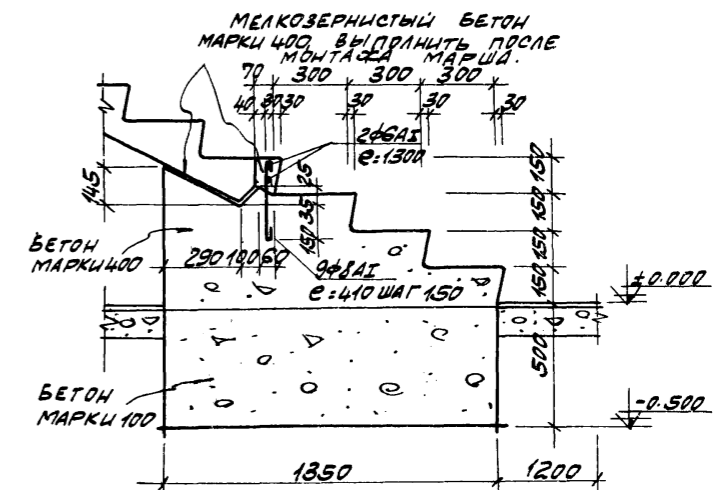 МЕЛКОЗЕРНИСТЫЙ БЕТОН
МАРКИ 400 ВЫПОЛНИТЬ ПОСЛЕ
МОНТАЖА МАРША.
70 300 300 300
40 30 30 30 30 30
2ф6АI
е=1300
145
25
35
150
150
150
150
150
БЕТОН
МАРКИ 400
290 100 60
9ф8АI
е=410 ШАГ 150
±0.000
500
БЕТОН
МАРКИ 100
-0.500
1350 1200